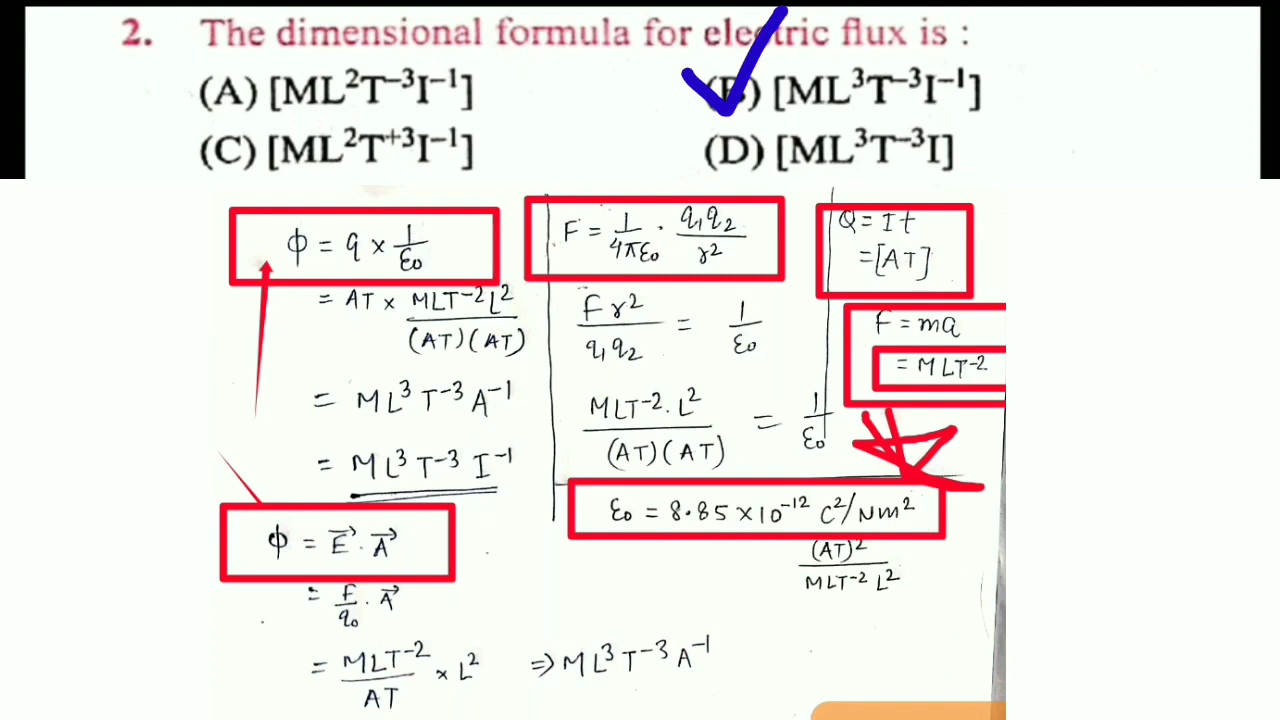 2. The dimensional formula for electric flux is :
(A) [ML²T⁻³I⁻¹] (B) [ML³T⁻³I⁻¹]
(C) [ML²T⁺³I⁻¹] (D) [ML³T⁻³I]
ϕ = q × 1/ε₀
= AT × MLT⁻²L²/(AT)(AT)
= ML³T⁻³A⁻¹
= ML³T⁻³I⁻¹
ϕ = E⃗ . A⃗
= F/q₀ . A⃗
= MLT⁻²/AT × L² ⇒ ML³T⁻³A⁻¹
F = 1/4πε₀ . q₁q₂/r²
Fr²/q₁q₂ = 1/ε₀
MLT⁻².L²/(AT)(AT) = 1/ε₀
ε₀ = 8.85 × 10⁻¹² C²/Nm²
(AT)²/MLT⁻²L²
Q = It
= [AT]
F = ma
= MLT⁻²